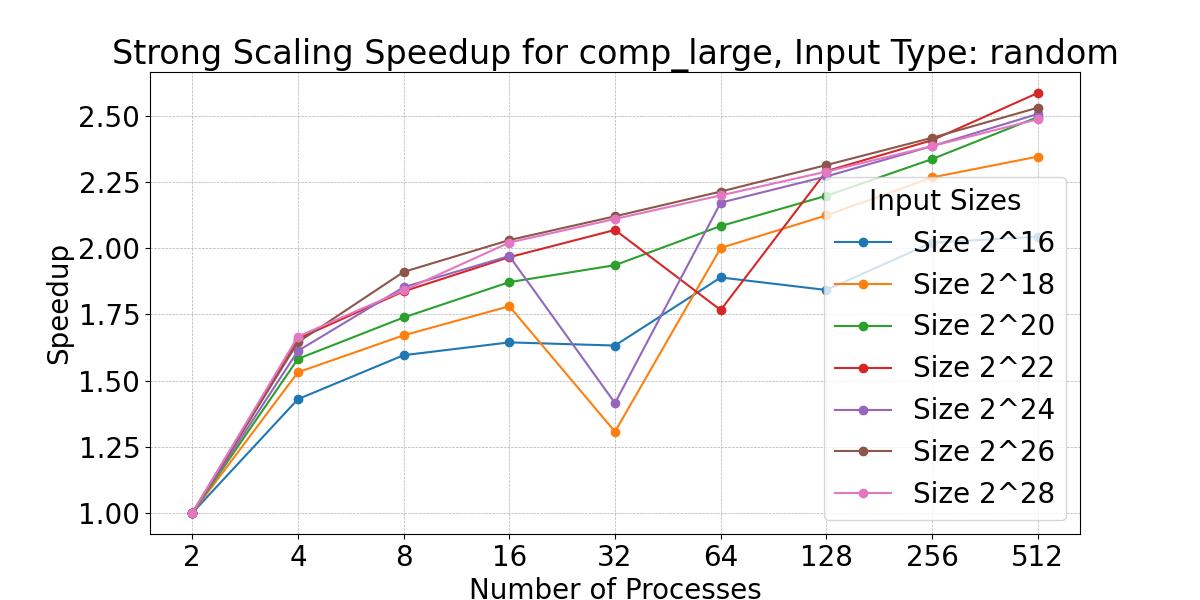 Strong Scaling Speedup for comp_large, Input Type: random
Speedup
2.50
2.25
2.00
1.75
1.50
1.25
1.00
2 4 8 16 32 64 128 256 512
Number of Processes
Input Sizes
Size 2^16
Size 2^18
Size 2^20
Size 2^22
Size 2^24
Size 2^26
Size 2^28